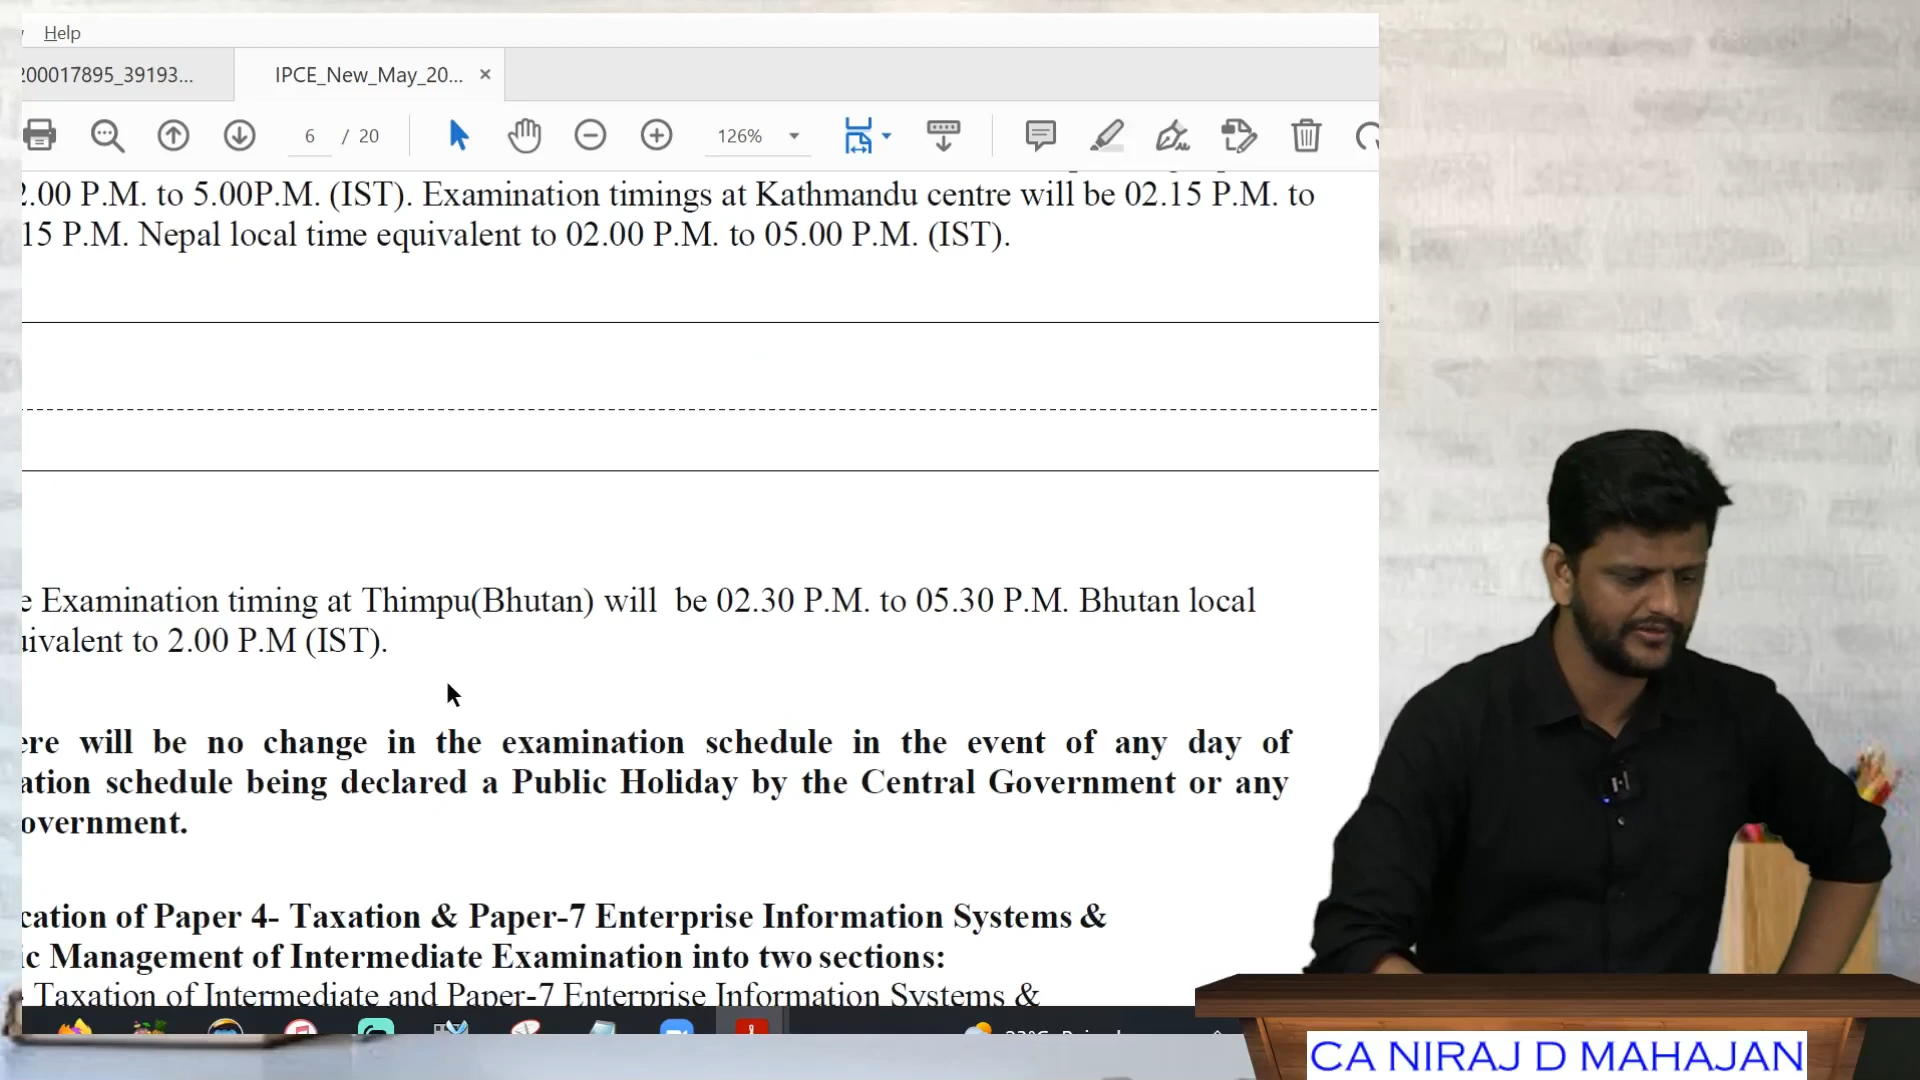 Help
200017895_39193...
IPCE_New_May_20...
6 / 20
126%
2.00 P.M. to 5.00P.M. (IST). Examination timings at Kathmandu centre will be 02.15 P.M. to
15 P.M. Nepal local time equivalent to 02.00 P.M. to 05.00 P.M. (IST).
e Examination timing at Thimpu(Bhutan) will be 02.30 P.M. to 05.30 P.M. Bhutan local
uivalent to 2.00 P.M (IST).
ere will be no change in the examination schedule in the event of any day of
ation schedule being declared a Public Holiday by the Central Government or any
overnment.
cation of Paper 4- Taxation & Paper-7 Enterprise Information Systems &
ic Management of Intermediate Examination into two sections:
Taxation of Intermediate and Paper-7 Enterprise Information Systems &
CA NIRAJ D MAHAJAN